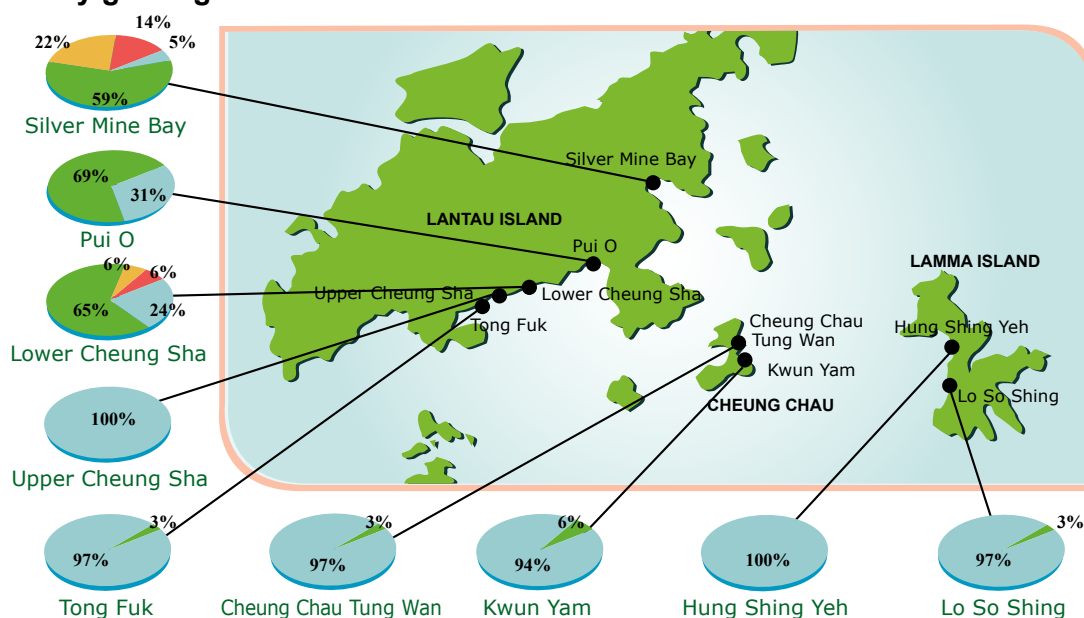 14%
22%
5%
59%
Silver Mine Bay
69%
31%
Pui O
6%
6%
65%
24%
Lower Cheung Sha
100%
Upper Cheung Sha
Silver Mine Bay
LANTAU ISLAND
Pui O
Upper Cheung Sha
Lower Cheung Sha
Tong Fuk
Cheung Chau
Tung Wan
Kwun Yam
CHEUNG CHAU
LAMMA ISLAND
Hung Shing Yeh
Lo So Shing
3%
97%
Tong Fuk
3%
97%
Cheung Chau Tung Wan
6%
94%
Kwun Yam
100%
Hung Shing Yeh
3%
97%
Lo So Shing